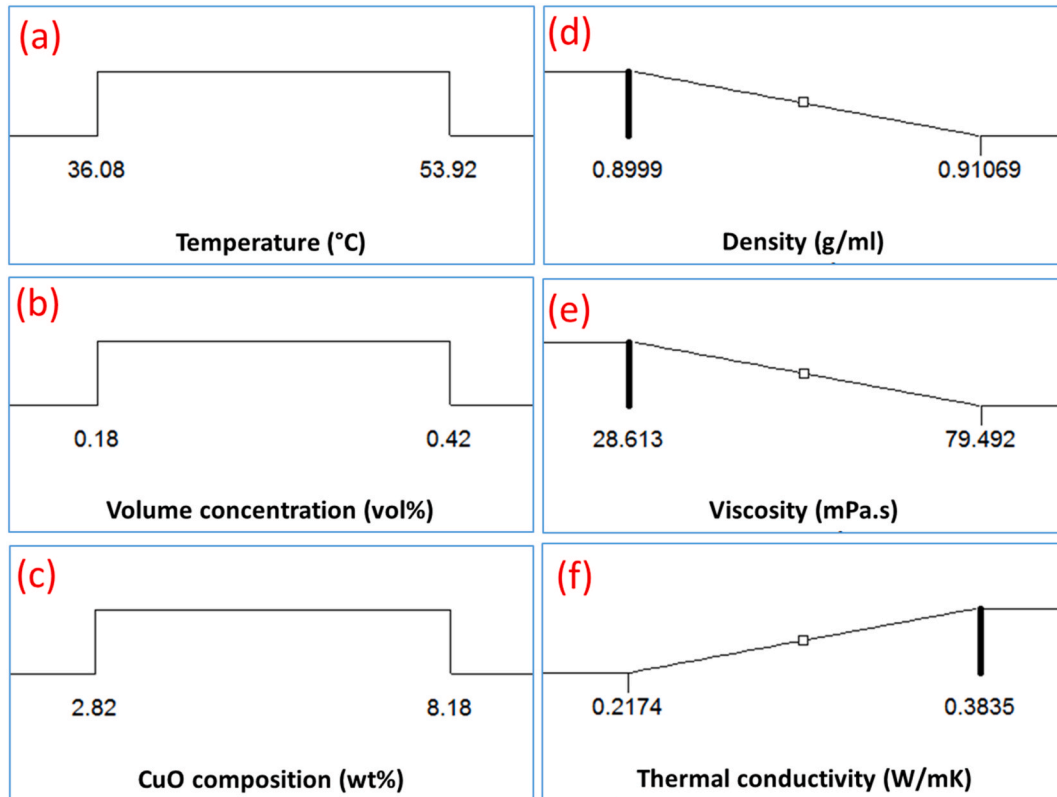 (a)
36.08 53.92
Temperature (°C)
(b)
0.18 0.42
Volume concentration (vol%)
(c)
2.82 8.18
CuO composition (wt%)
(d)
0.8999 0.91069
Density (g/ml)
(e)
28.613 79.492
Viscosity (mPa.s)
(f)
0.2174 0.3835
Thermal conductivity (W/mK)